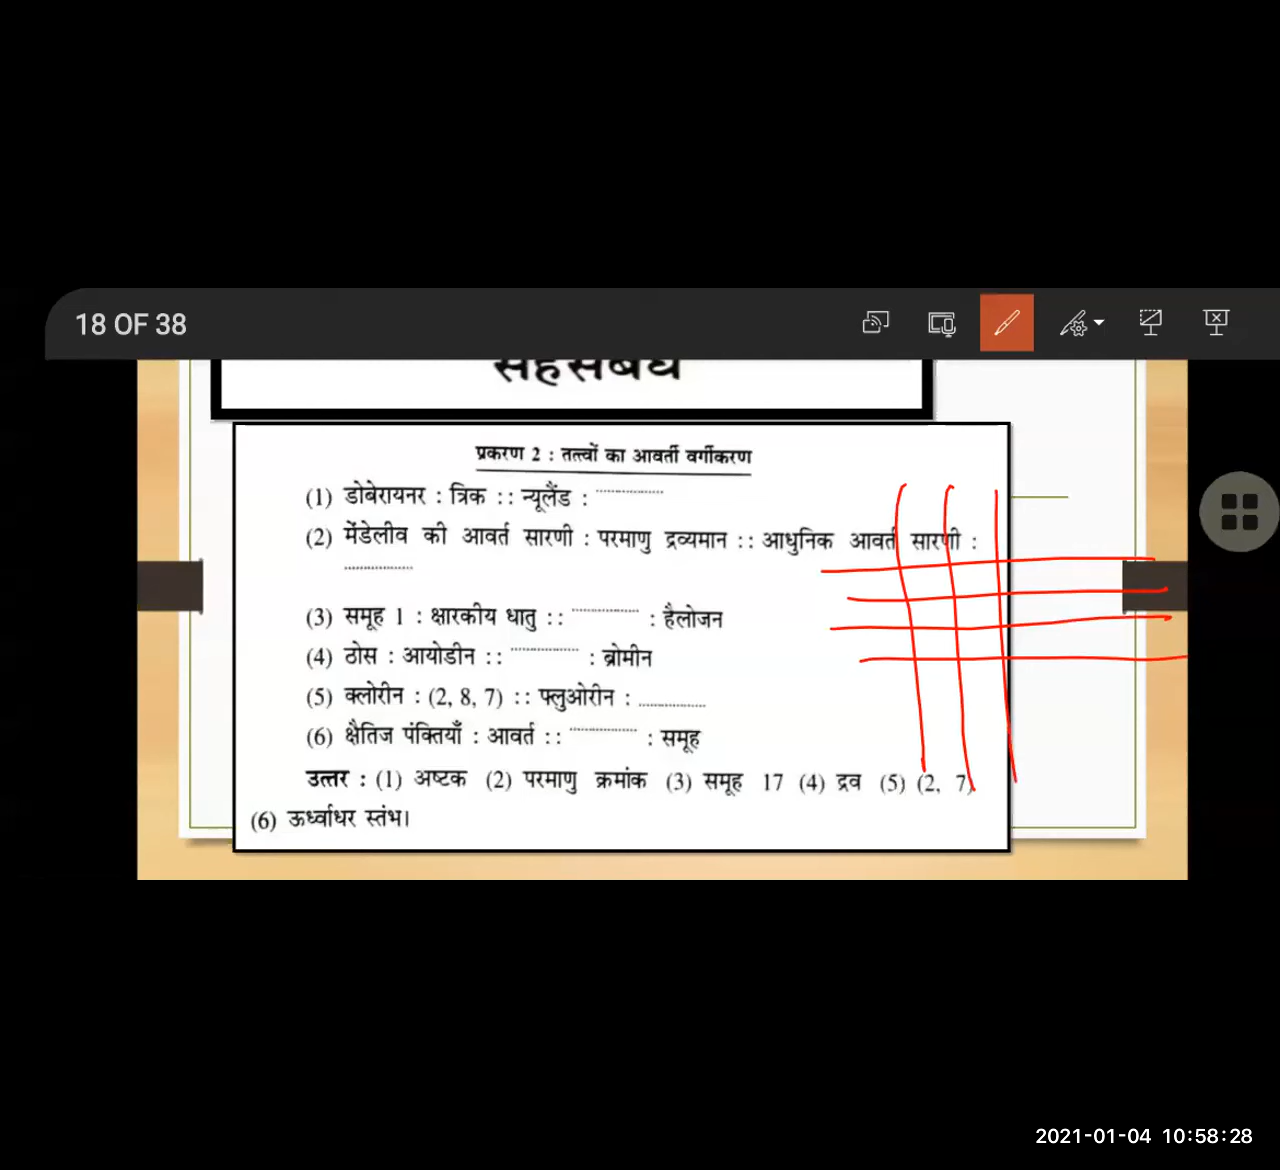 18 OF 38
सहसंबंध
प्रकरण 2 : तत्त्वों का आवर्ती वर्गीकरण
(1) डोबेरायनर : त्रिक :: न्यूलैंड : ..................
(2) मेंडेलीव की आवर्त सारणी : परमाणु द्रव्यमान :: आधुनिक आवर्त सारणी :
..................
(3) समूह 1 : क्षारकीय धातु :: .................. : हैलोजन
(4) ठोस : आयोडीन :: .................. : ब्रोमीन
(5) क्लोरीन : (2, 8, 7) :: फ्लुओरीन : ..................
(6) क्षैतिज पंक्तियाँ : आवर्त :: .................. : समूह
उत्तर : (1) अष्टक (2) परमाणु क्रमांक (3) समूह 17 (4) द्रव (5) (2, 7)
(6) ऊर्ध्वाधर स्तंभ।
2021-01-04 10:58:28